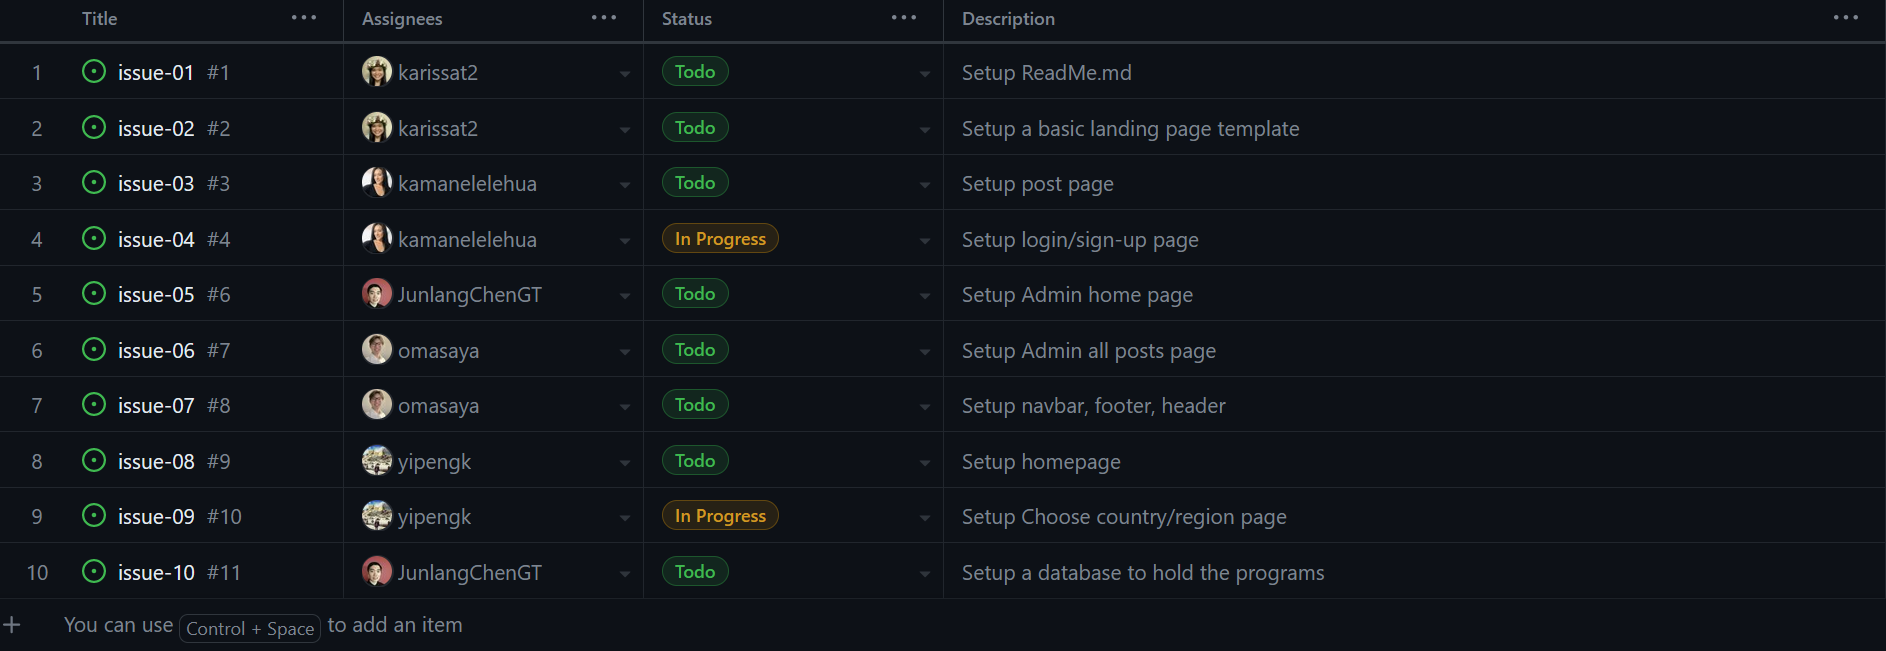 Title ... Assignees ... Status ... Description ...
1 issue-01 #1 karissat2 Todo Setup ReadMe.md
2 issue-02 #2 karissat2 Todo Setup a basic landing page template
3 issue-03 #3 kamanelelehua Todo Setup post page
4 issue-04 #4 kamanelelehua In Progress Setup login/sign-up page
5 issue-05 #6 JunlangChenGT Todo Setup Admin home page
6 issue-06 #7 omasaya Todo Setup Admin all posts page
7 issue-07 #8 omasaya Todo Setup navbar, footer, header
8 issue-08 #9 yipengk Todo Setup homepage
9 issue-09 #10 yipengk In Progress Setup Choose country/region page
10 issue-10 #11 JunlangChenGT Todo Setup a database to hold the programs
+ You can use Control + Space to add an item